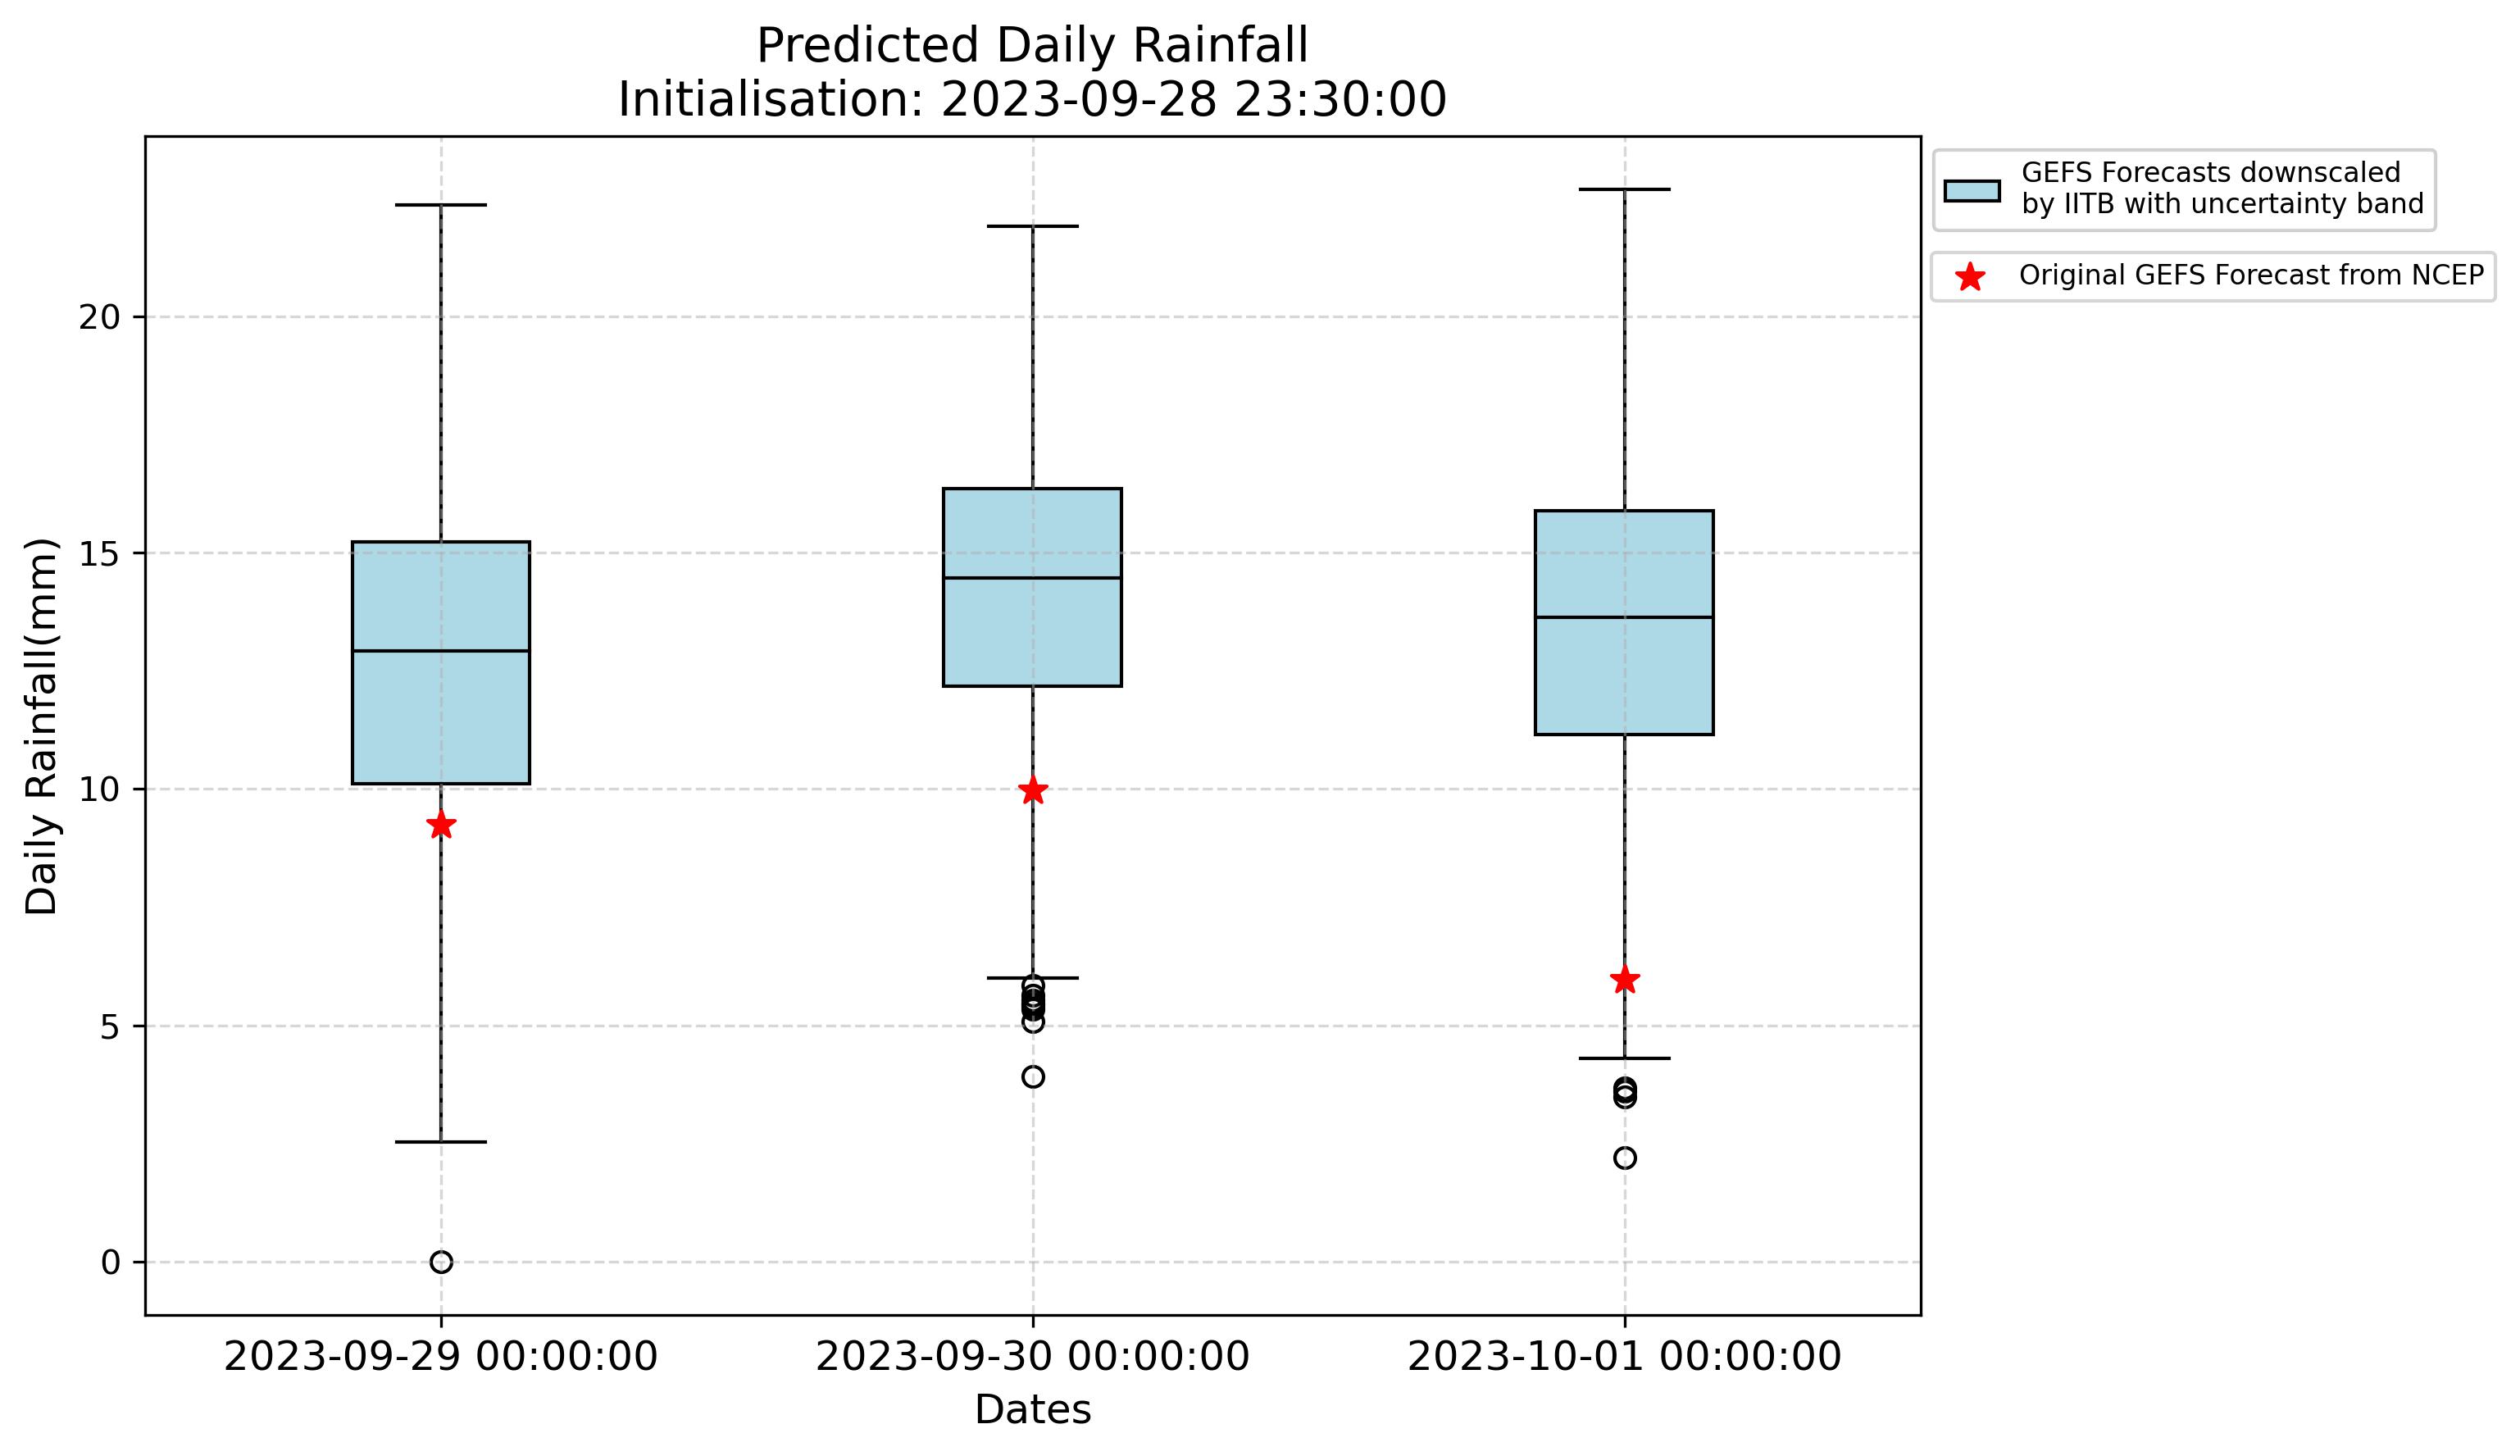 Predicted Daily Rainfall
Initialisation: 2023-09-28 23:30:00
GEFS Forecasts downscaled
by IITB with uncertainty band
Original GEFS Forecast from NCEP
Daily Rainfall(mm)
20
15
10
5
0
2023-09-29 00:00:00
2023-09-30 00:00:00
2023-10-01 00:00:00
Dates